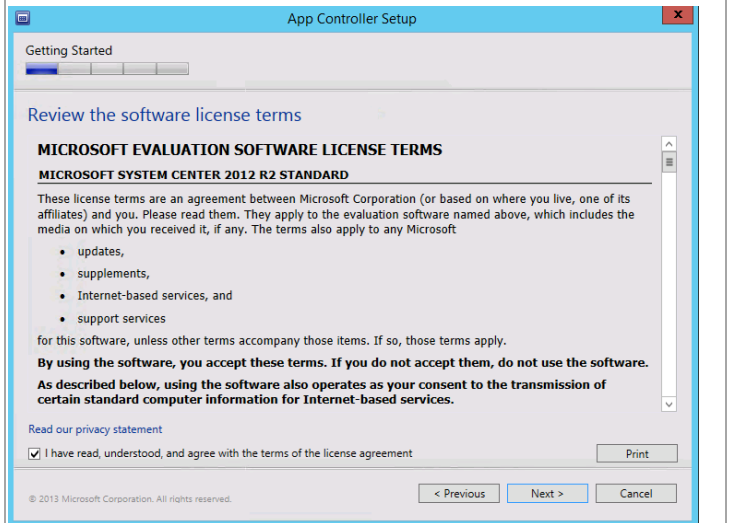 App Controller Setup
x
Getting Started
Review the software license terms
MICROSOFT EVALUATION SOFTWARE LICENSE TERMS
MICROSOFT SYSTEM CENTER 2012 R2 STANDARD
These license terms are an agreement between Microsoft Corporation (or based on where you live, one of its
affiliates) and you. Please read them. They apply to the evaluation software named above, which includes the
media on which you received it, if any. The terms also apply to any Microsoft
• updates,
• supplements,
• Internet-based services, and
• support services
for this software, unless other terms accompany those items. If so, those terms apply.
By using the software, you accept these terms. If you do not accept them, do not use the software.
As described below, using the software also operates as your consent to the transmission of
certain standard computer information for Internet-based services.
Read our privacy statement
I have read, understood, and agree with the terms of the license agreement
Print
© 2013 Microsoft Corporation. All rights reserved.
< Previous
Next >
Cancel